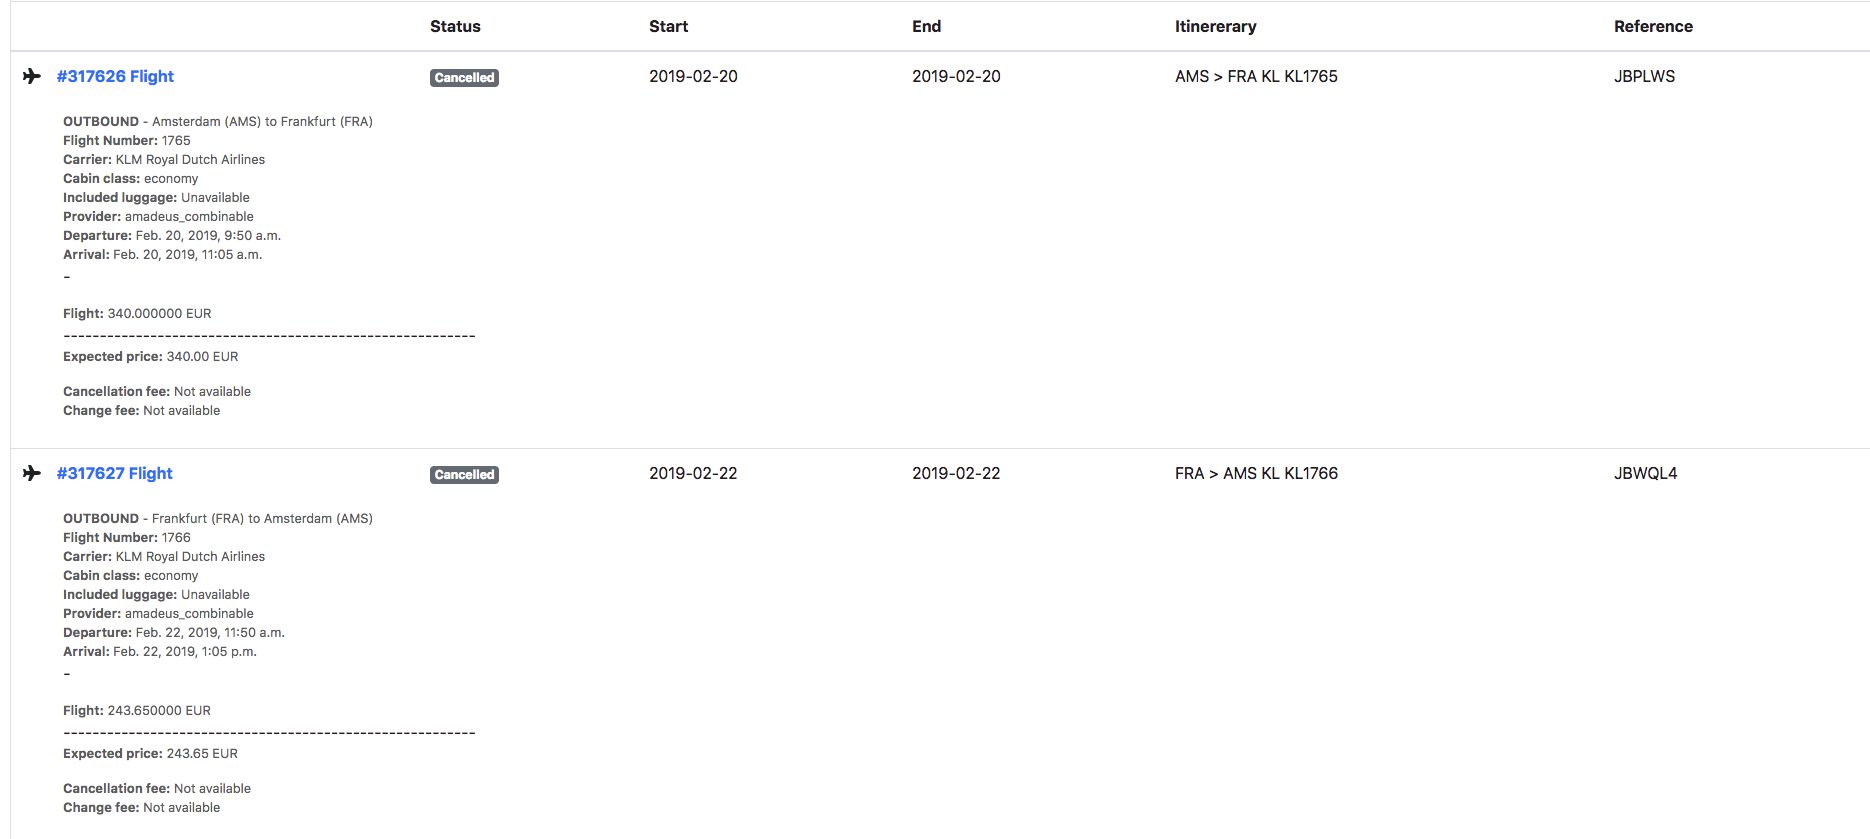 Status Start End Itinererary Reference
#317626 Flight Cancelled 2019-02-20 2019-02-20 AMS > FRA KL KL1765 JBPLWS
OUTBOUND - Amsterdam (AMS) to Frankfurt (FRA)
Flight Number: 1765
Carrier: KLM Royal Dutch Airlines
Cabin class: economy
Included luggage: Unavailable
Provider: amadeus_combinable
Departure: Feb. 20, 2019, 9:50 a.m.
Arrival: Feb. 20, 2019, 11:05 a.m.
-
Flight: 340.000000 EUR
---------------------------------------------------------
Expected price: 340.00 EUR
Cancellation fee: Not available
Change fee: Not available
#317627 Flight Cancelled 2019-02-22 2019-02-22 FRA > AMS KL KL1766 JBWQL4
OUTBOUND - Frankfurt (FRA) to Amsterdam (AMS)
Flight Number: 1766
Carrier: KLM Royal Dutch Airlines
Cabin class: economy
Included luggage: Unavailable
Provider: amadeus_combinable
Departure: Feb. 22, 2019, 11:50 a.m.
Arrival: Feb. 22, 2019, 1:05 p.m.
-
Flight: 243.650000 EUR
---------------------------------------------------------
Expected price: 243.65 EUR
Cancellation fee: Not available
Change fee: Not available